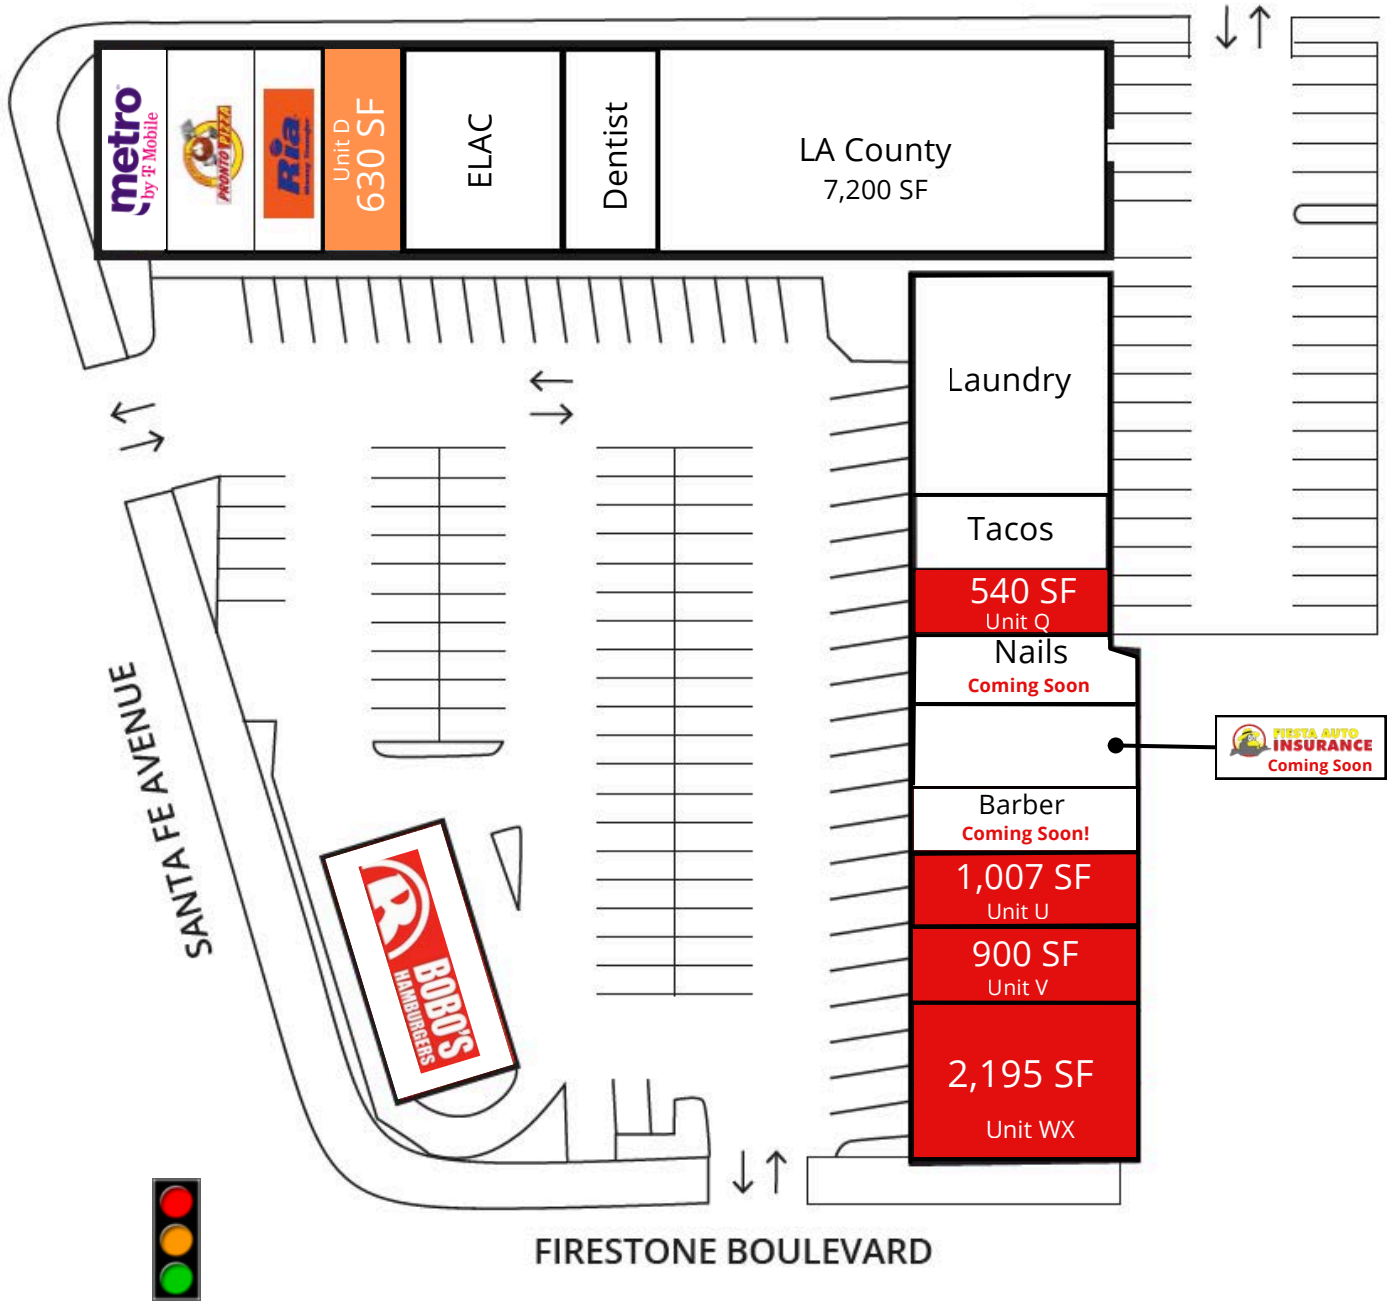 metro
by T Mobile
PRONTO PIZZA
Ria
Money Transfer
Unit D
630 SF
ELAC
Dentist
LA County
7,200 SF
Laundry
Tacos
540 SF
Unit Q
Nails
Coming Soon
FIESTA AUTO
INSURANCE
Coming Soon
Barber
Coming Soon!
1,007 SF
Unit U
900 SF
Unit V
2,195 SF
Unit WX
SANTA FE AVENUE
BOBO'S
HAMBURGERS
FIRESTONE BOULEVARD